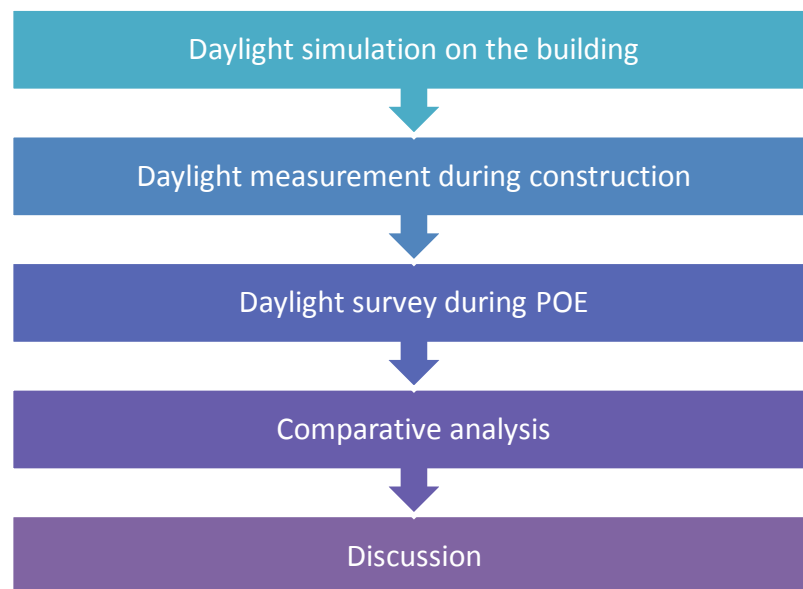 Daylight simulation on the building
Daylight measurement during construction
Daylight survey during POE
Comparative analysis
Discussion